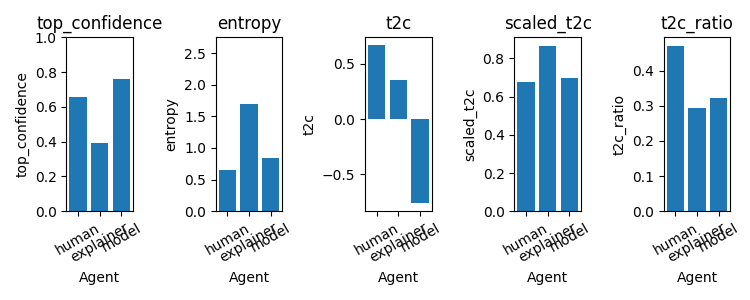 top_confidence
top_confidence
1.0
0.8
0.6
0.4
0.2
0.0
human
explainer
model
Agent
entropy
entropy
2.5
2.0
1.5
1.0
0.5
0.0
human
explainer
model
Agent
t2c
t2c
0.5
0.0
−0.5
human
explainer
model
Agent
scaled_t2c
scaled_t2c
0.8
0.6
0.4
0.2
0.0
human
explainer
model
Agent
t2c_ratio
t2c_ratio
0.4
0.3
0.2
0.1
0.0
human
explainer
model
Agent